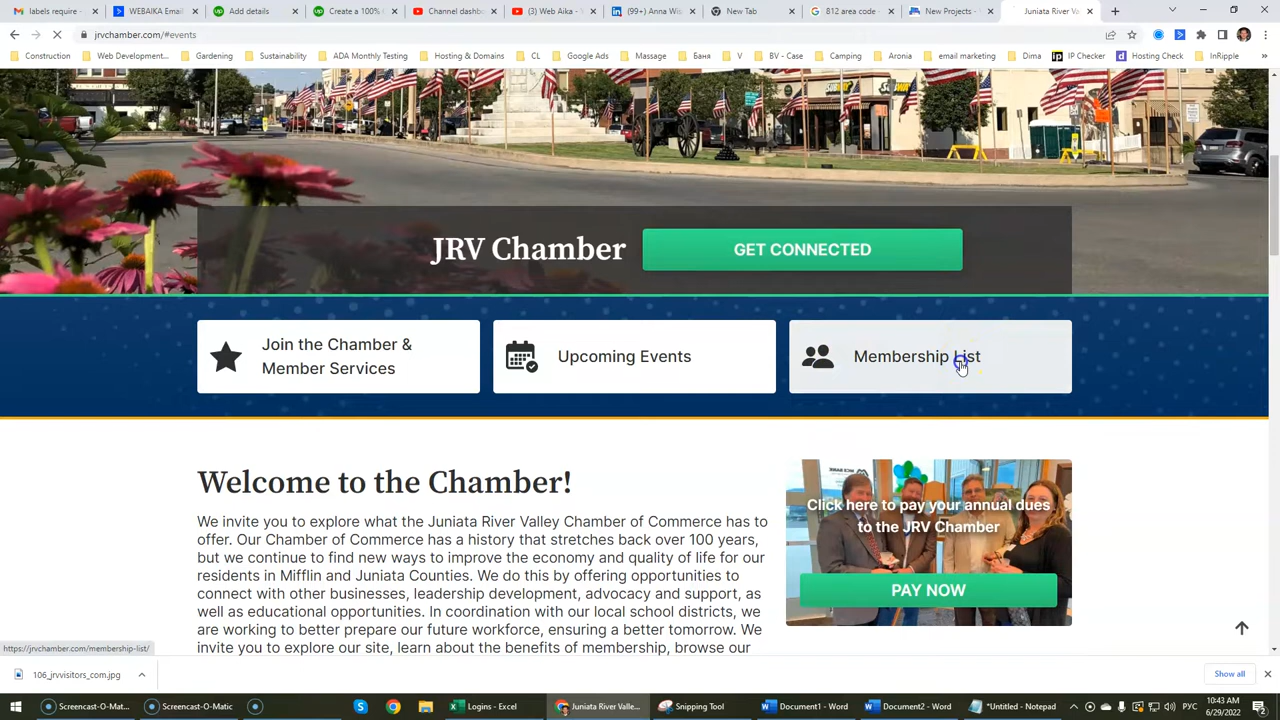 labels require -
WEBAIKA Email
Add details
Create a 100%
Channel dashbo
(3) Web Aika - V
(99+) Anna Wis
New Tab
812 area code -
New Projects -
Juniata River Va
jrvchamber.com/#events
Construction
Web Development...
Gardening
Sustainability
ADA Monthly Testing
Hosting & Domains
CL
Google Ads
Massage
Баня
V
BV - Case
Camping
Aronia
email marketing
Dima
ip IP Checker
d Hosting Check
InRipple
»
SUBWAY
JRV Chamber
GET CONNECTED
Join the Chamber &
Member Services
Upcoming Events
Membership List
Welcome to the Chamber!
We invite you to explore what the Juniata River Valley Chamber of Commerce has to
offer. Our Chamber of Commerce has a history that stretches back over 100 years,
but we continue to find new ways to improve the economy and quality of life for our
residents in Mifflin and Juniata Counties. We do this by offering opportunities to
connect with other businesses, leadership development, advocacy and support, as
well as educational opportunities. In coordination with our local school districts, we
are working to better prepare our future workforce, ensuring a better tomorrow. We
invite you to explore our site, learn about the benefits of membership, browse our
Click here to pay your annual dues
to the JRV Chamber
PAY NOW
https://jrvchamber.com/membership-list/
106_jrvvisitors_com.jpg
Show all
Screencast-O-Mat...
Screencast-O-Matic
Juniata River Valle...
Logins - Excel
Snipping Tool
Document1 - Word
Document2 - Word
*Untitled - Notepad
РУС
10:43 AM
6/29/2022